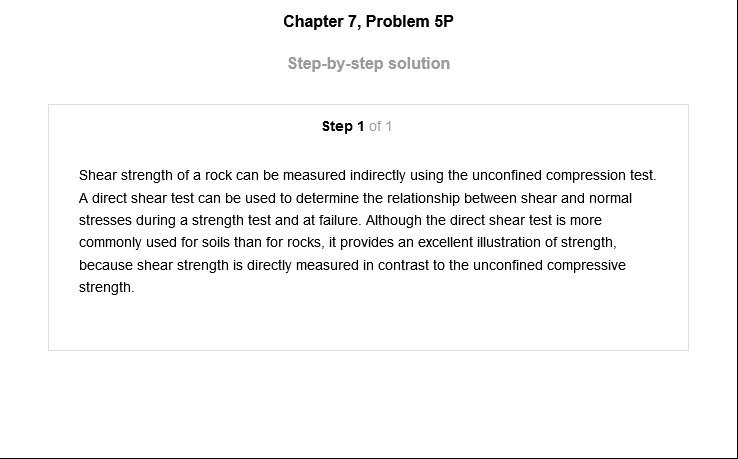 Chapter 7, Problem 5P
Step-by-step solution
Step 1 of 1
Shear strength of a rock can be measured indirectly using the unconfined compression test.
A direct shear test can be used to determine the relationship between shear and normal
stresses during a strength test and at failure. Although the direct shear test is more
commonly used for soils than for rocks, it provides an excellent illustration of strength,
because shear strength is directly measured in contrast to the unconfined compressive
strength.